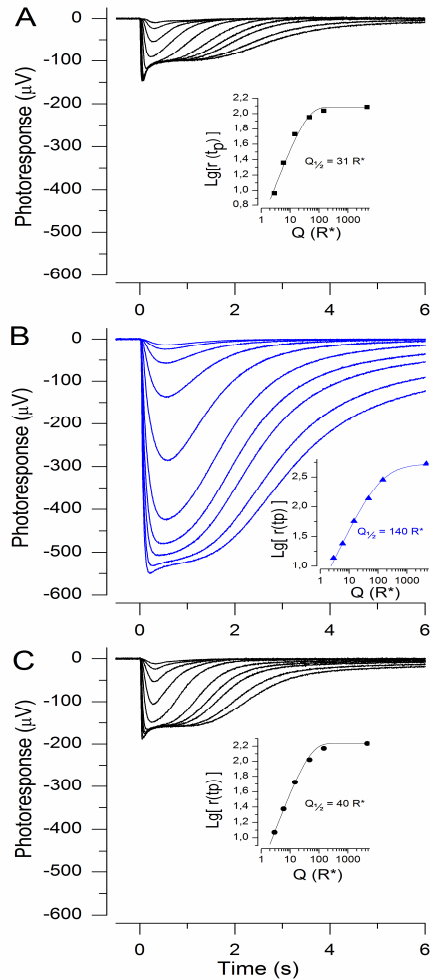 A
Photoresponse (µV)
0
-100
-200
-300
-400
-500
-600
0 2 4 6
Lg[r (tp) ]
2,2
2,0
1,8
1,6
1,4
1,2
1,0
0,8
Q½ = 31 R*
1 10 100 1000
Q (R*)
B
Photoresponse (µV)
0
-100
-200
-300
-400
-500
-600
0 2 4 6
Lg[ r(tp) ]
2,5
2,0
1,5
1,0
Q½ = 140 R*
1 10 100 1000
Q (R*)
C
Photoresponse (µV)
0
-100
-200
-300
-400
-500
-600
0 2 4 6
Time (s)
Lg[ r(tp) ]
2,2
2,0
1,8
1,6
1,4
1,2
1,0
Q½ = 40 R*
1 10 100 1000
Q (R*)